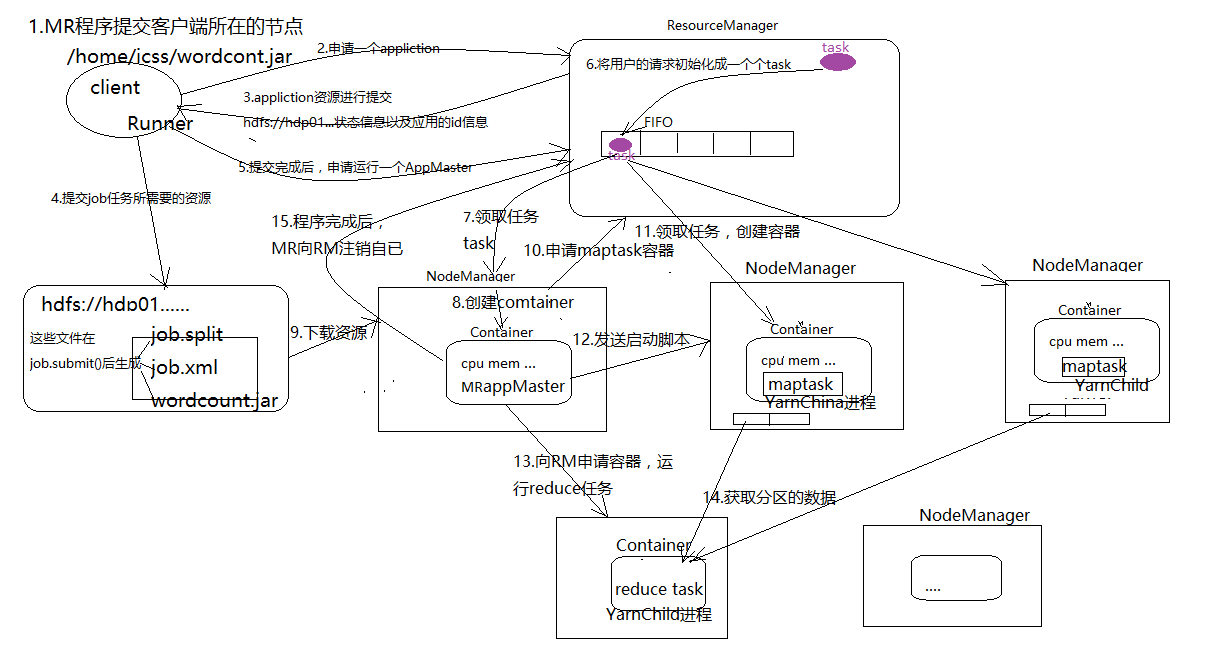 1.MR程序提交客户端所在的节点
/home/icss/wordcont.jar
client
Runner
2.申请一个appliction
3.appliction资源进行提交
hdfs://hdp01...状态信息以及应用的id信息
5.提交完成后，申请运行一个AppMaster
4.提交job任务所需要的资源
ResourceManager
task
6.将用户的请求初始化成一个个task
FIFO
task
15.程序完成后，
MR向RM注销自已
7.领取任务
task
10.申请maptask容器
11.领取任务，创建容器
hdfs://hdp01......
这些文件在
job.submit()后生成
job.split
job.xml
wordcount.jar
9.下载资源
NodeManager
8.创建comtainer
Container
cpu mem ...
MRappMaster
12.发送启动脚本
NodeManager
Container
cpu mem ...
maptask
YarnChina进程
NodeManager
Container
cpu mem ...
maptask
YarnChild
13.向RM申请容器，运
行reduce任务
14.获取分区的数据
Container
reduce task
YarnChild进程
NodeManager
....